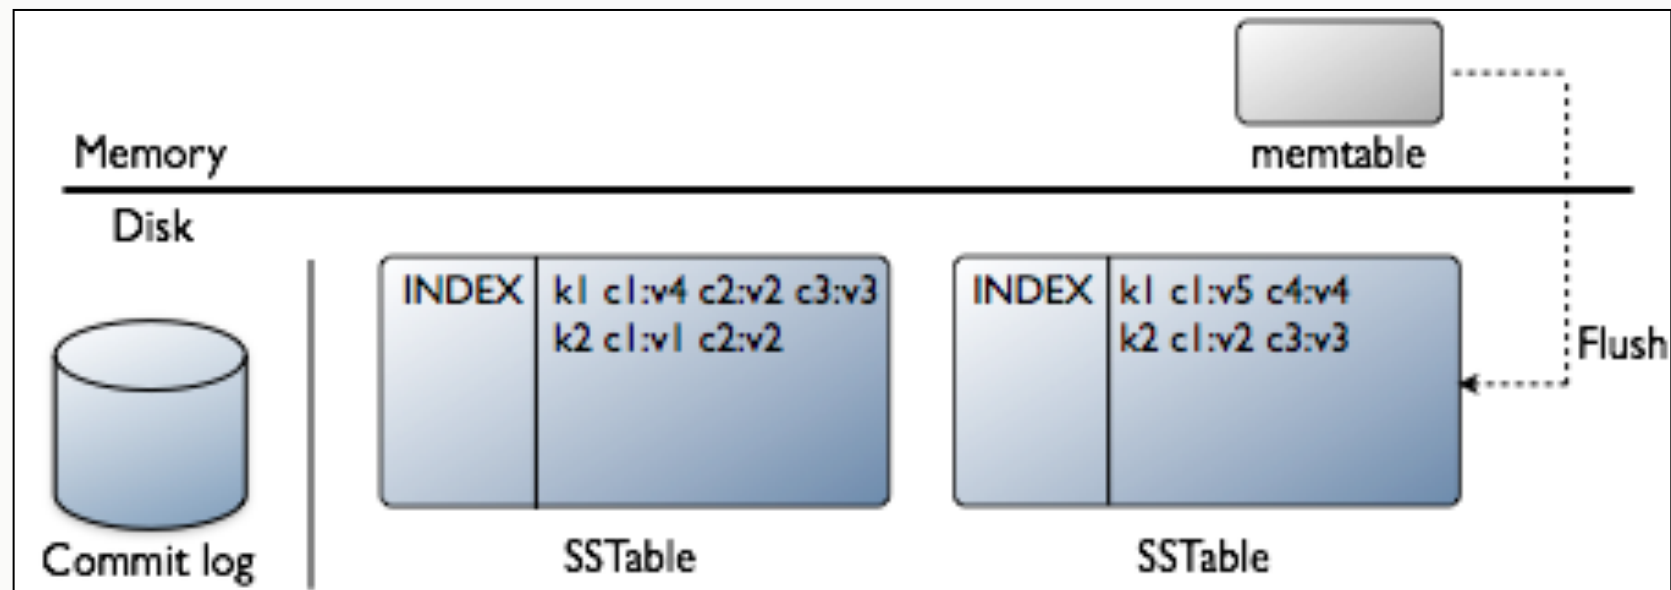 memtable
Memory
Disk
INDEX k1 c1:v4 c2:v2 c3:v3
k2 c1:v1 c2:v2
INDEX k1 c1:v5 c4:v4
k2 c1:v2 c3:v3
Flush
Commit log
SSTable
SSTable